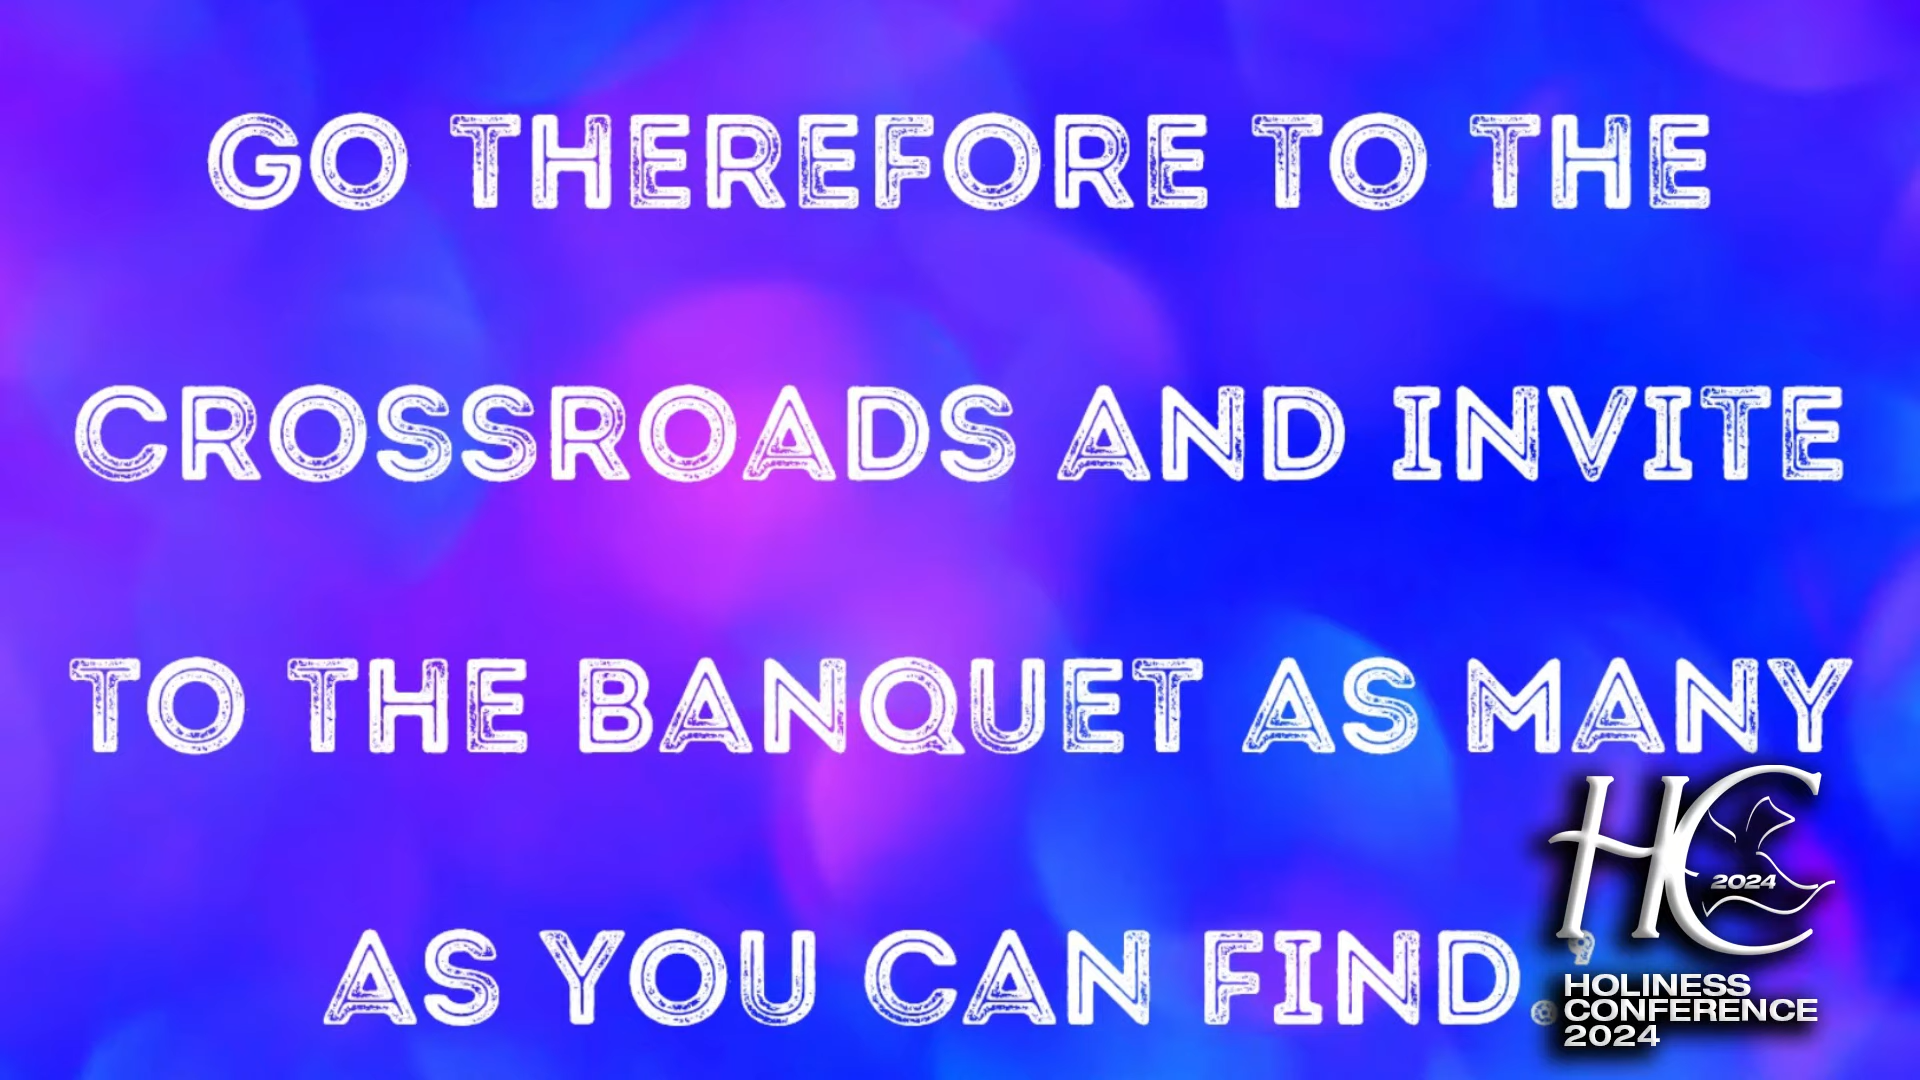 GO THEREFORE TO THE
CROSSROADS AND INVITE
TO THE BANQUET AS MANY
AS YOU CAN FIND.’
HC
2024
HOLINESS
CONFERENCE
2024